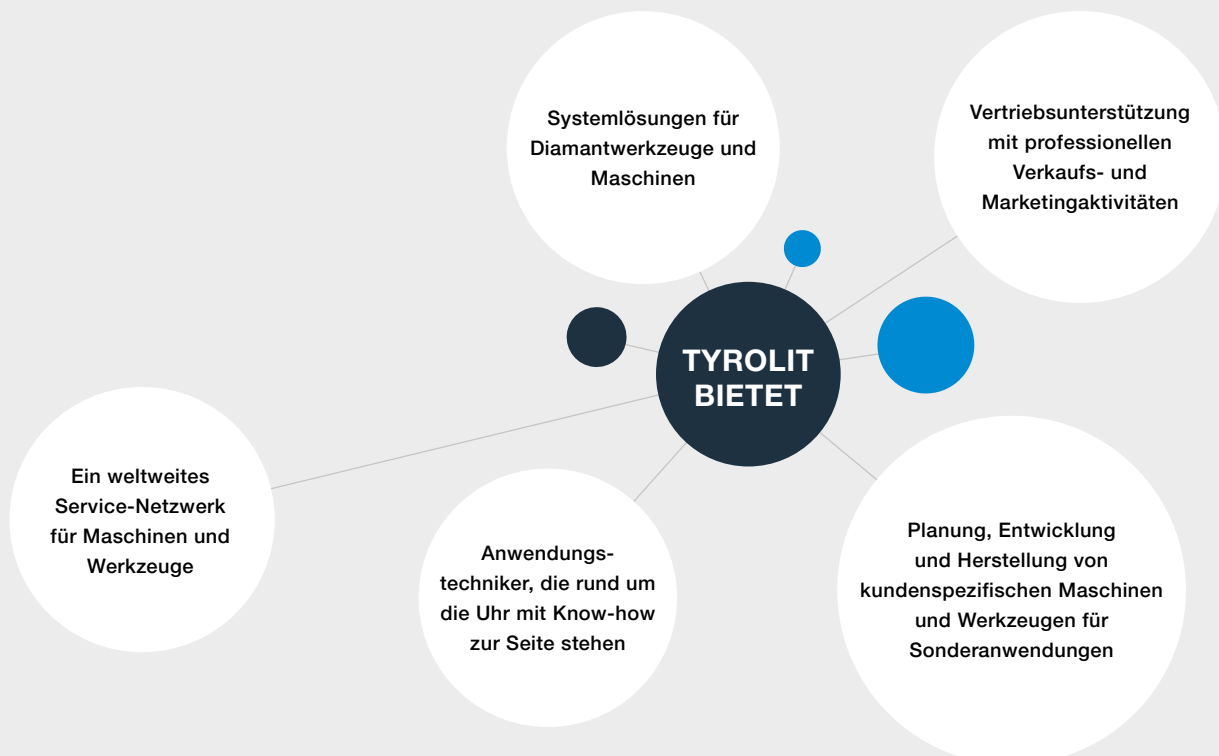 Systemlösungen für
Diamantwerkzeuge und
Maschinen
Vertriebsunterstützung
mit professionellen
Verkaufs- und
Marketingaktivitäten
TYROLIT
BIETET
Ein weltweites
Service-Netzwerk
für Maschinen und
Werkzeuge
Anwendungs-
techniker, die rund um
die Uhr mit Know-how
zur Seite stehen
Planung, Entwicklung
und Herstellung von
kundenspezifischen Maschinen
und Werkzeugen für
Sonderanwendungen